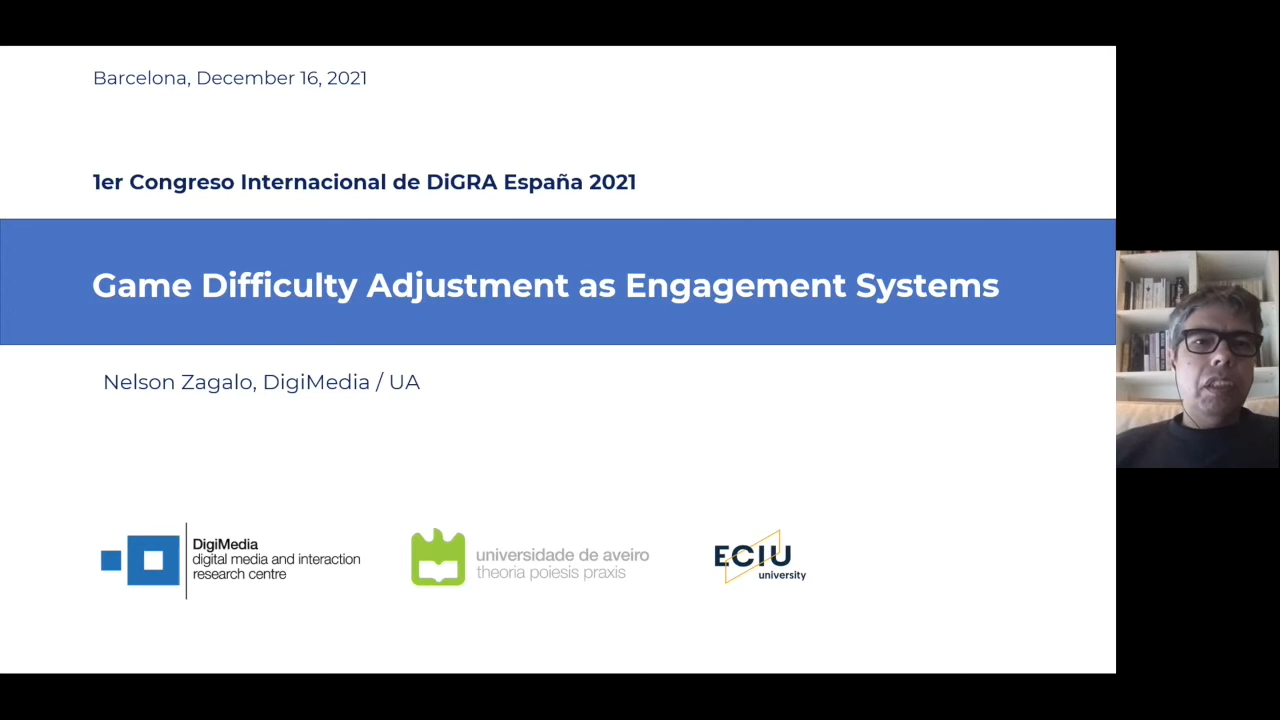 Barcelona, December 16, 2021
1er Congreso Internacional de DiGRA España 2021
Game Difficulty Adjustment as Engagement Systems
Nelson Zagalo, DigiMedia / UA
DigiMedia
digital media and interaction
research centre
universidade de aveiro
theoria poiesis praxis
ECIU
university